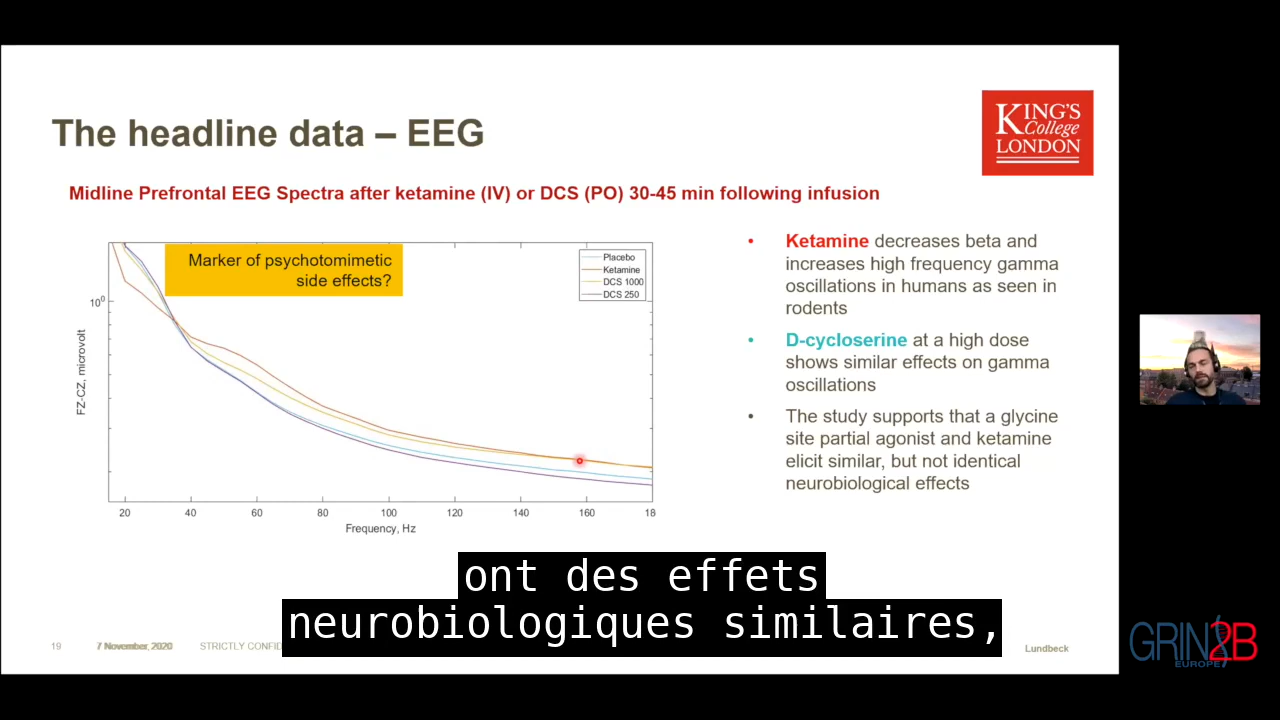 The headline data – EEG
KING'S
College
LONDON
Midline Prefrontal EEG Spectra after ketamine (IV) or DCS (PO) 30-45 min following infusion
Marker of psychotomimetic
side effects?
Placebo
Ketamine
DCS 1000
DCS 250
10⁰
FZ-CZ, microvolt
20 40 60 80 100 120 140 160 18
Frequency, Hz
• Ketamine decreases beta and
increases high frequency gamma
oscillations in humans as seen in
rodents
• D-cycloserine at a high dose
shows similar effects on gamma
oscillations
• The study supports that a glycine
site partial agonist and ketamine
elicit similar, but not identical
neurobiological effects
ont des effets
neurobiologiques similaires,
19 7 November, 2020 STRICTLY CONFID
Lundbeck
GRIN2B
EUROPE